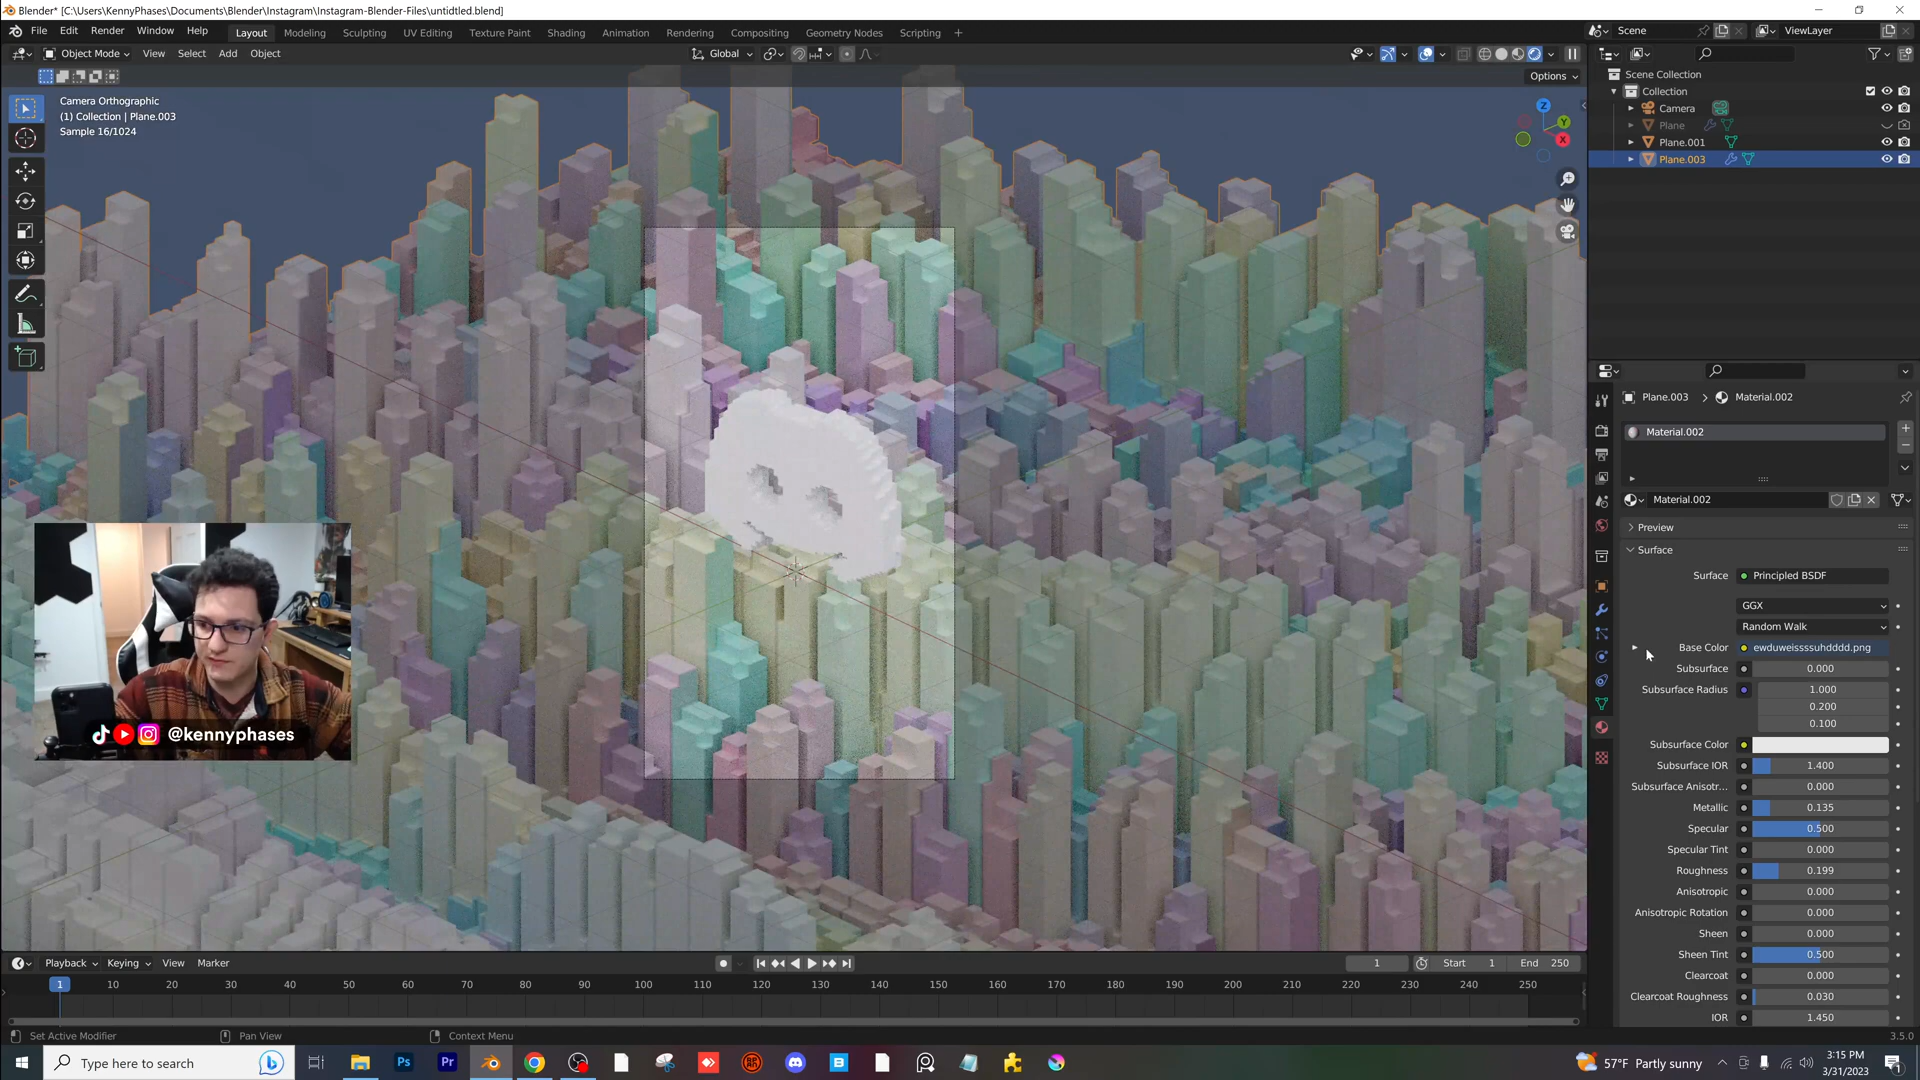 Blender* [C:\Users\KennyPhases\Documents\Blender\Instagram\Instagram-Blender-Files\untidtled.blend]
File Edit Render Window Help Layout Modeling Sculpting UV Editing Texture Paint Shading Animation Rendering Compositing Geometry Nodes Scripting + Scene ViewLayer
Object Mode View Select Add Object Global
Options
Camera Orthographic
(1) Collection | Plane.003
Sample 16/1024
Z
Y
X
Scene Collection
Collection
Camera
Plane
Plane.001
Plane.003
Plane.003 > Material.002
Material.002
Material.002
Preview
Surface
Surface Principled BSDF
GGX
Random Walk
Base Color ewduweissssuhdddd.png
Subsurface 0.000
Subsurface Radius 1.000
0.200
0.100
Subsurface Color
Subsurface IOR 1.400
Subsurface Anisotr... 0.000
Metallic 0.135
Specular 0.500
Specular Tint 0.000
Roughness 0.199
Anisotropic 0.000
Anisotropic Rotation 0.000
Sheen 0.000
Sheen Tint 0.500
Clearcoat 0.000
Clearcoat Roughness 0.030
IOR 1.450
@kennyphases
Playback Keying View Marker 1 Start 1 End 250
1 10 20 30 40 50 60 70 80 90 100 110 120 130 140 150 160 170 180 190 200 210 220 230 240 250
Set Active Modifier Pan View Context Menu 3.5.0
Type here to search Ps Pr 57°F Partly sunny 3:15 PM
3/31/2023 1